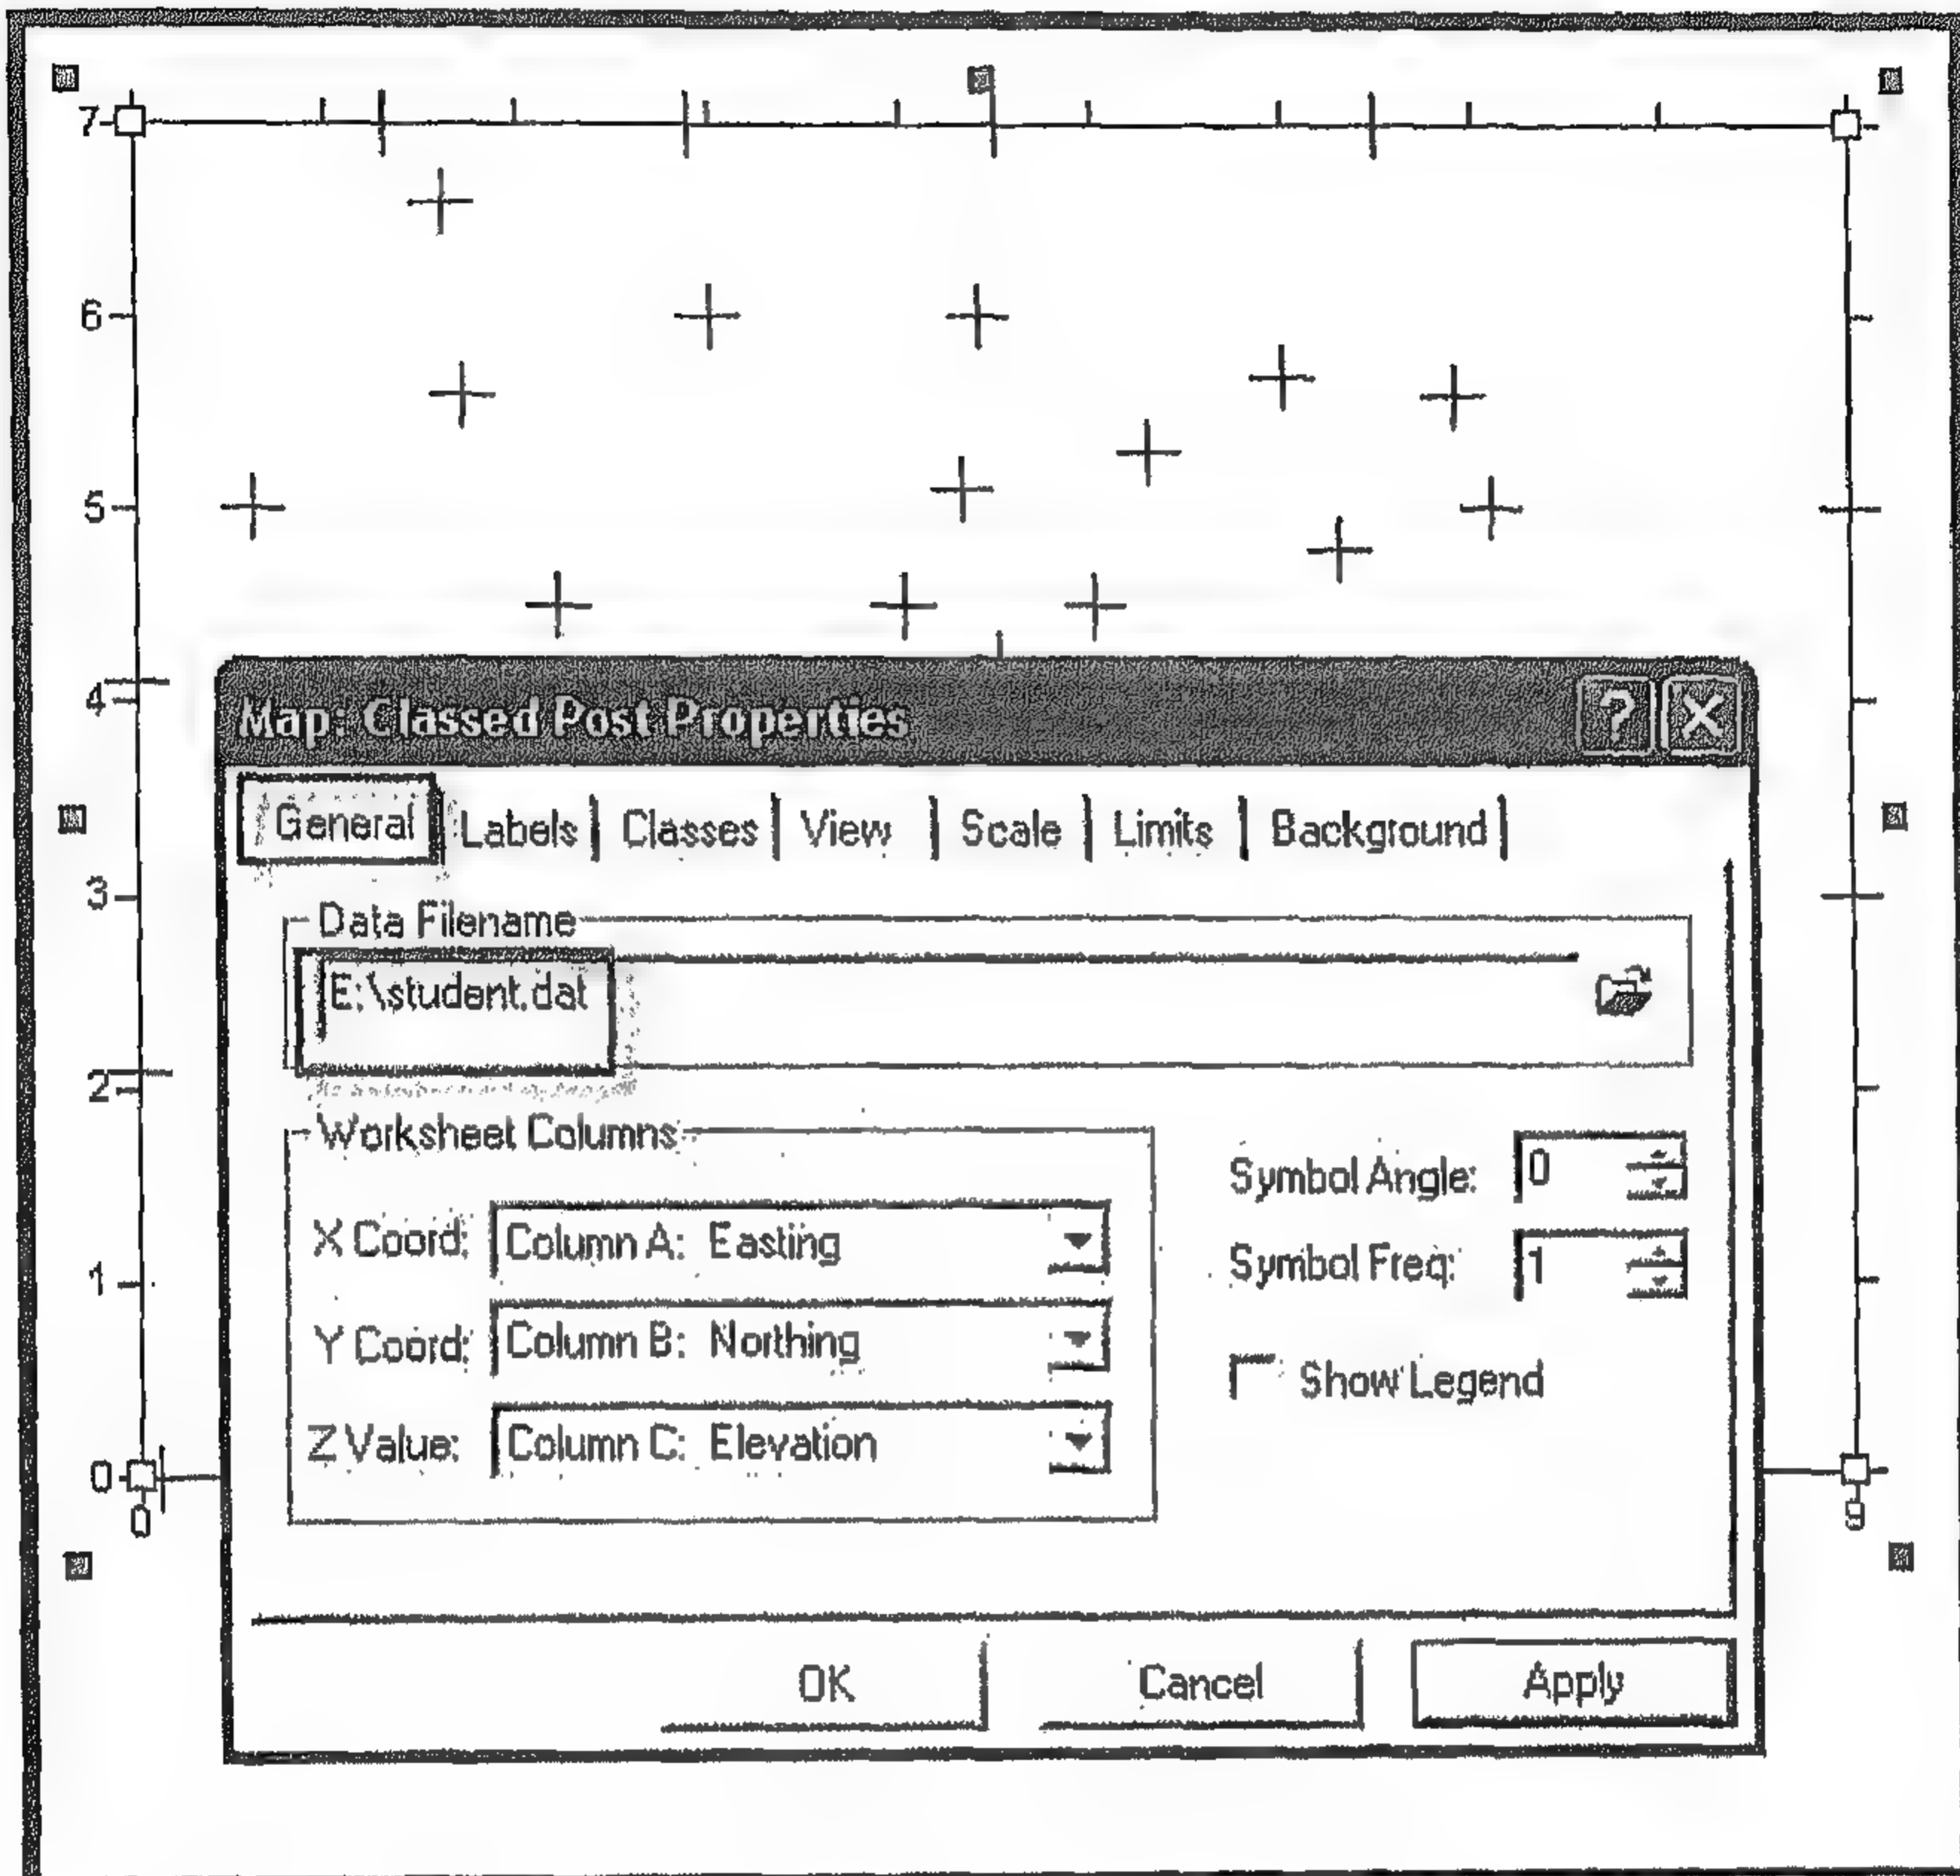 7
6
5
4
3
2
1
0
0
9
Map: Classed Post Properties
? X
General Labels Classes View Scale Limits Background
Data Filename
E:\student.dat
Worksheet Columns
X Coord: Column A: Easting
Y Coord: Column B: Northing
Z Value: Column C: Elevation
Symbol Angle: 0
Symbol Freq: 1
Show Legend
OK Cancel Apply